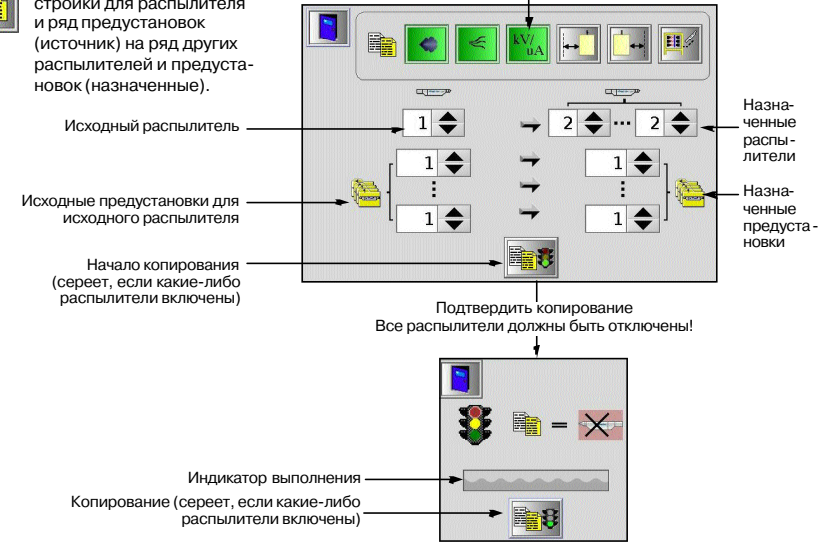 стройки для распылителя
и ряд предустановок
(источник) на ряд других
распылителей и предуста-
новок (назначенные).
kV/
uA
Исходный распылитель
1
2 ... 2
Назна-
ченные
распы-
лители
1
1
Исходные предустановки для
исходного распылителя
1
1
Назна-
ченные
предуста-
новки
Начало копирования
(сереет, если какие-либо
распылители включены)
Подтвердить копирование
Все распылители должны быть отключены!
=
Индикатор выполнения
Копирование (сереет, если какие-либо
распылители включены)